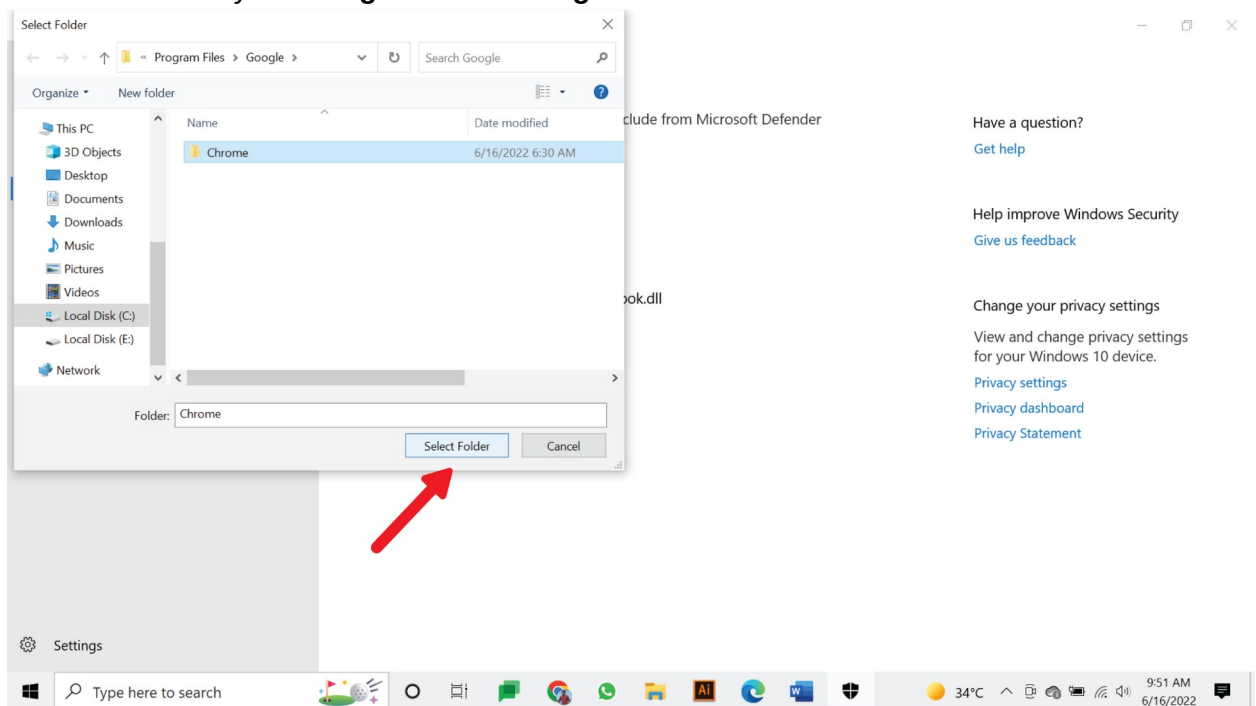 Select Folder
« Program Files > Google >
Search Google
Organize
New folder
This PC
3D Objects
Desktop
Documents
Downloads
Music
Pictures
Videos
Local Disk (C:)
Local Disk (E:)
Network
Name
Date modified
Chrome
6/16/2022 6:30 AM
Folder:
Chrome
Select Folder
Cancel
from Microsoft Defender
.dll
Have a question?
Get help
Help improve Windows Security
Give us feedback
Change your privacy settings
View and change privacy settings
for your Windows 10 device.
Privacy settings
Privacy dashboard
Privacy Statement
Settings
Type here to search
Ai
W
34°C
9:51 AM
6/16/2022